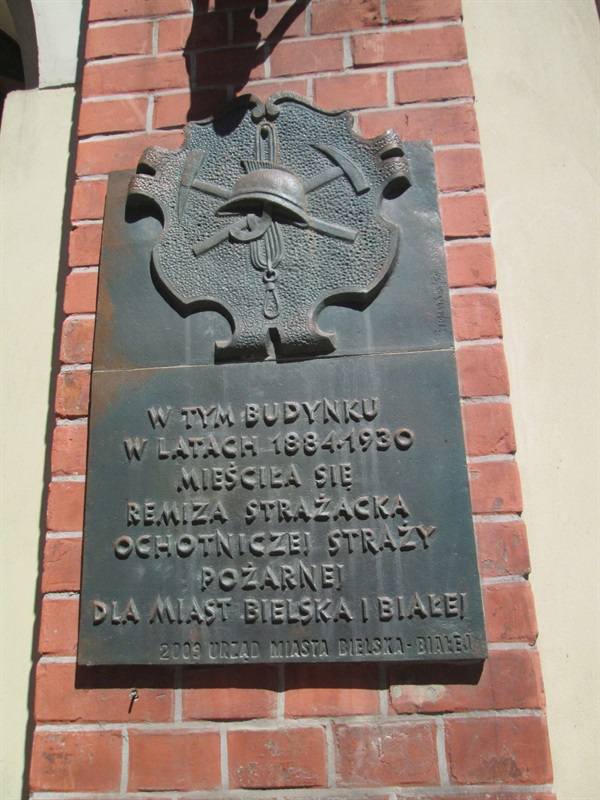 W TYM BUDYNKU
W LATACH 1884-1930
MIEŚCIŁA SIĘ
REMIZA STRAŻACKA
OCHOTNICZEJ STRAŻY
POŻARNEJ
DLA MIAST BIELSKA I BIAŁEJ
2009 URZĄD MIASTA BIELSKA-BIAŁEJ